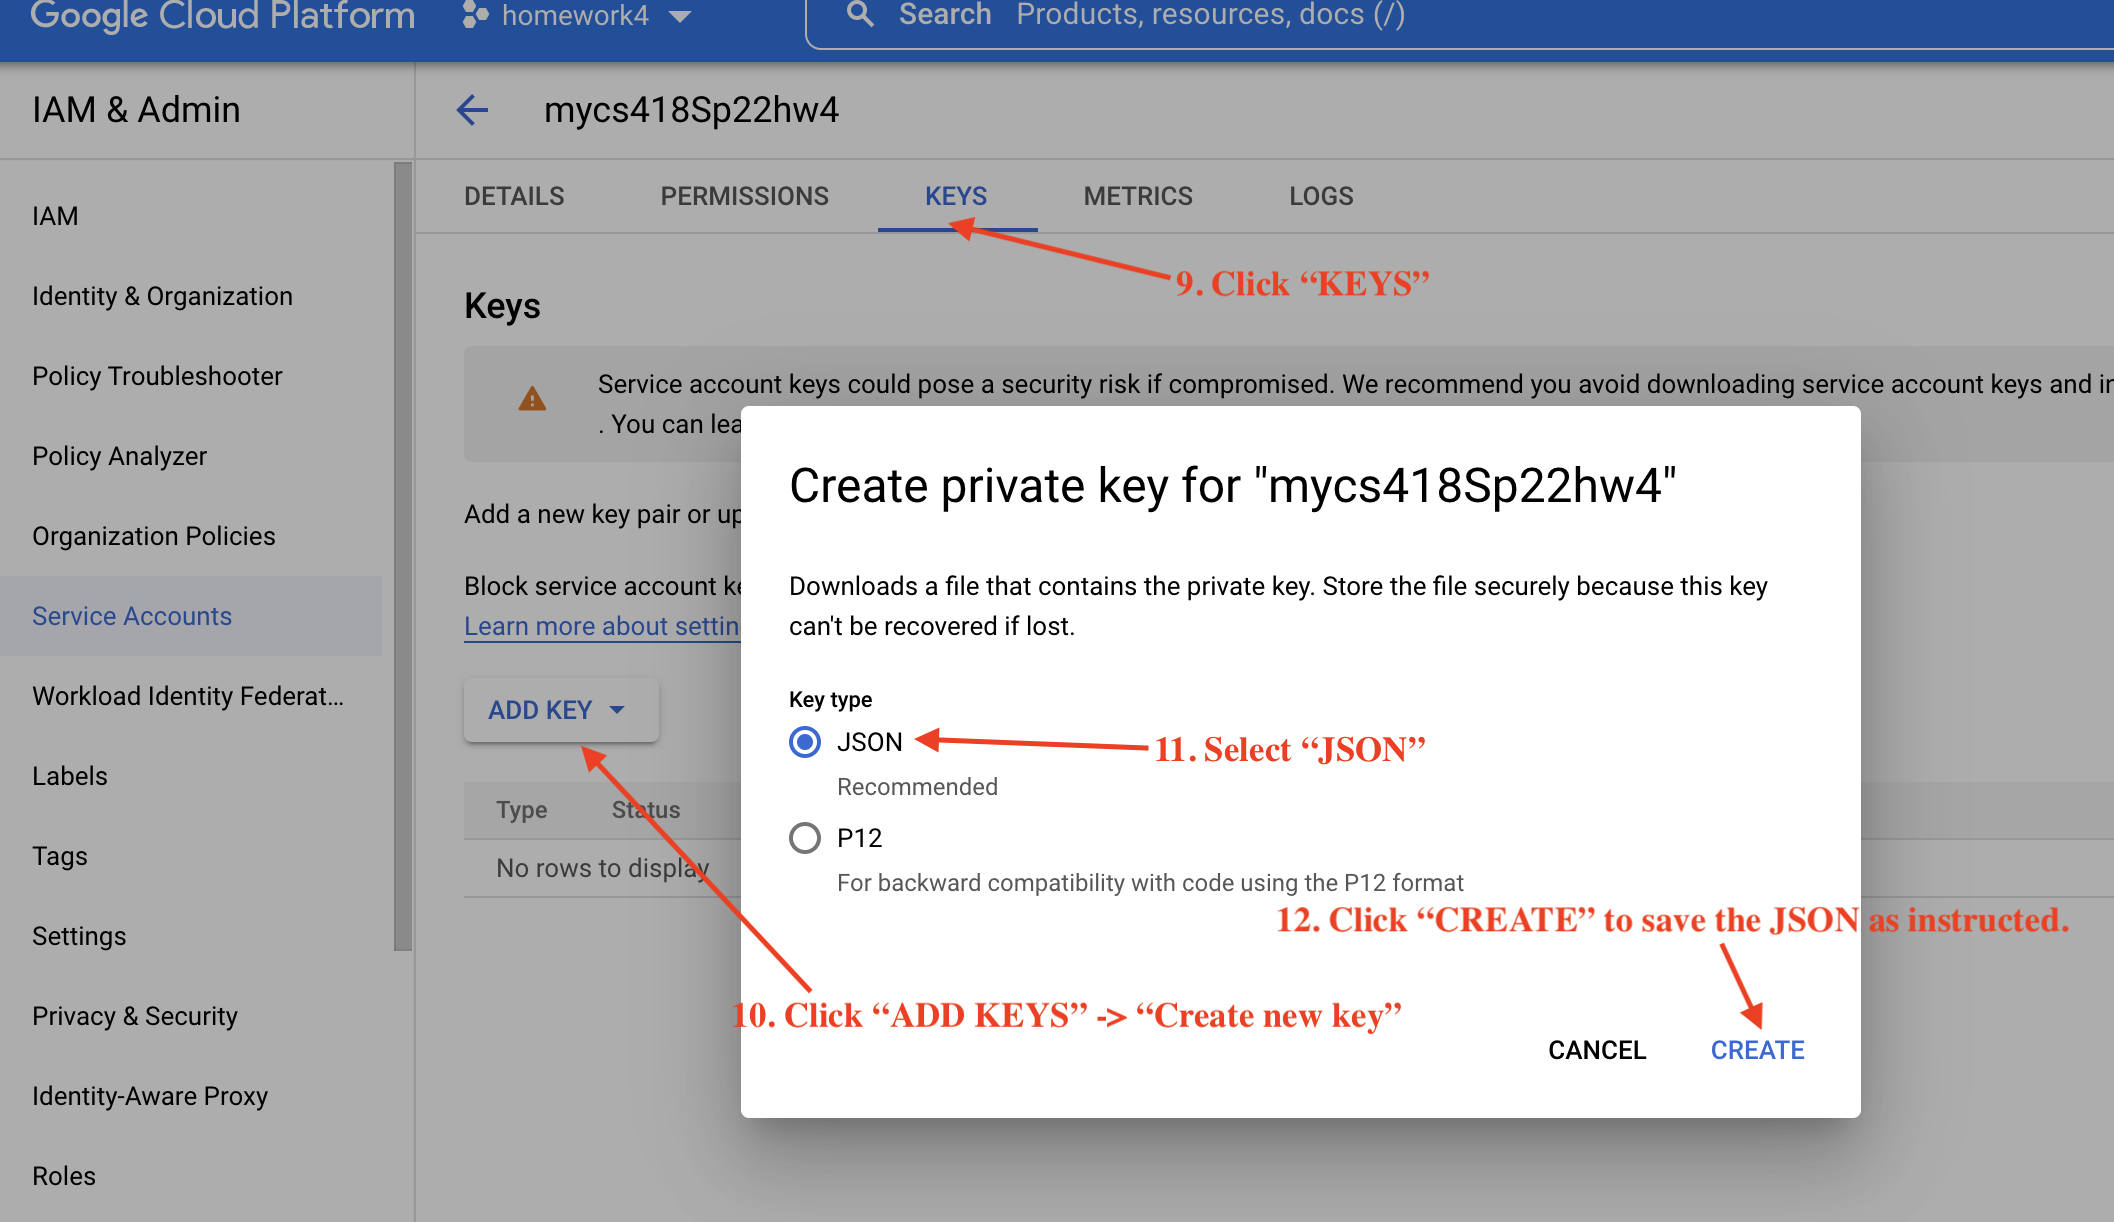 Google Cloud Platform
homework4
Search Products, resources, docs (/)
IAM & Admin
mycs418Sp22hw4
IAM
Identity & Organization
Policy Troubleshooter
Policy Analyzer
Organization Policies
Service Accounts
Workload Identity Federat...
Labels
Tags
Settings
Privacy & Security
Identity-Aware Proxy
Roles
DETAILS PERMISSIONS KEYS METRICS LOGS
9. Click “KEYS”
Keys
Service account keys could pose a security risk if compromised. We recommend you avoid downloading service account keys and
. You can
Add a new key pair or
Block service account
Learn more about
ADD KEY
Type Status
No rows to display
Create private key for "mycs418Sp22hw4"
Downloads a file that contains the private key. Store the file securely because this key
can't be recovered if lost.
Key type
JSON
11. Select “JSON”
Recommended
P12
For backward compatibility with code using the P12 format
12. Click “CREATE” to save the JSON as instructed.
10. Click “ADD KEYS” -> “Create new key”
CANCEL CREATE